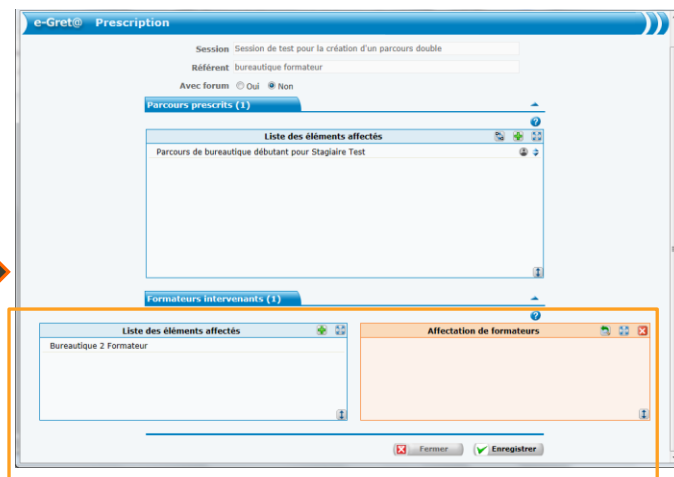 e-Gret@ Prescription
Session Session de test pour la création d'un parcours double
Référent bureautique formateur
Avec forum Oui Non
Parcours prescrits (1)
Liste des éléments affectés
Parcours de bureautique débutant pour Stagiaire Test
Formateurs intervenants (1)
Liste des éléments affectés
Affectation de formateurs
Bureautique 2 Formateur
Fermer Enregistrer